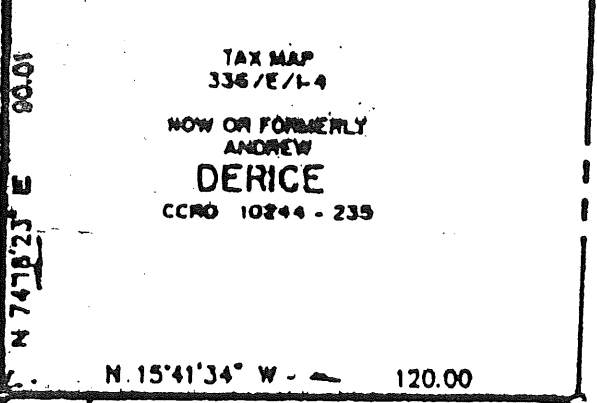 TAX MAP
336/E/1-4
NOW OR FORMERLY
ANDREW
DERICE
CCRO 10244 - 235
N 74°18'23" E 90.01
N 15°41'34" W - 120.00